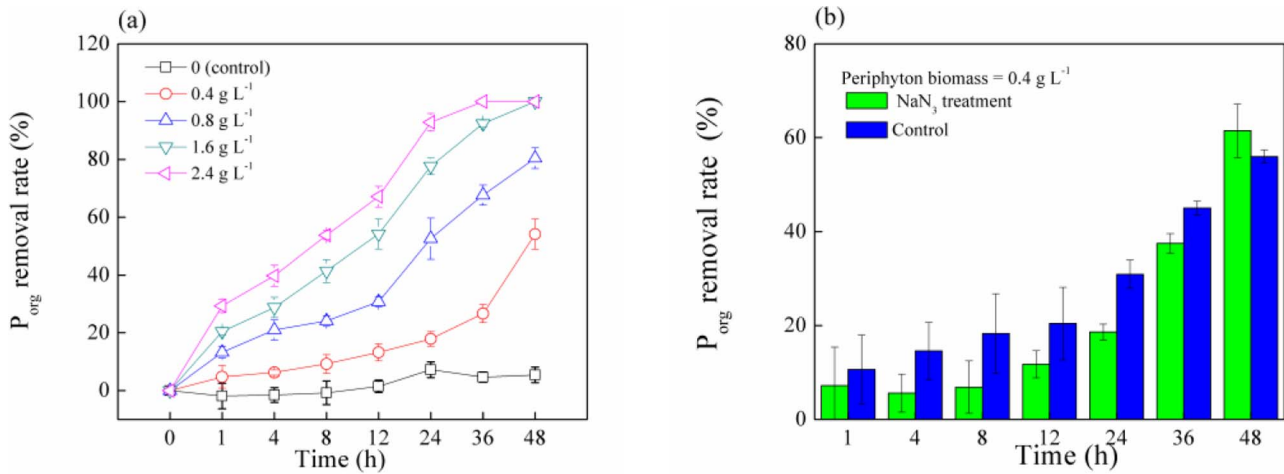 (a)
120
100
80
60
40
20
0
P_org removal rate (%)
0 (control)
0.4 g L⁻¹
0.8 g L⁻¹
1.6 g L⁻¹
2.4 g L⁻¹
0 1 4 8 12 24 36 48
Time (h)
(b)
80
60
40
20
0
P_org removal rate (%)
Periphyton biomass = 0.4 g L⁻¹
NaN₃ treatment
Control
1 4 8 12 24 36 48
Time (h)